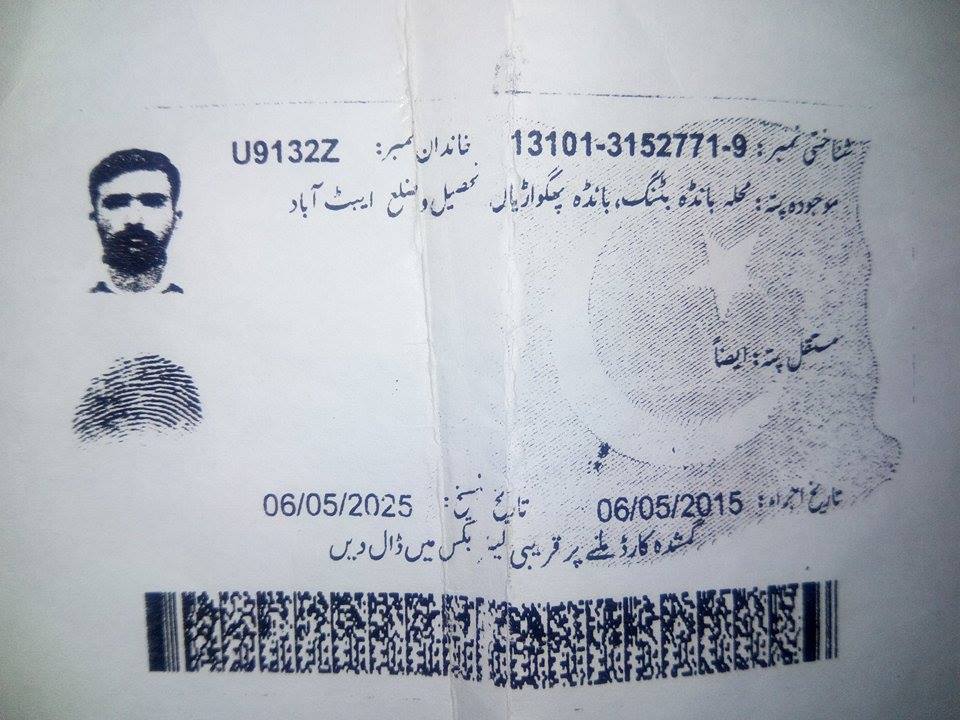 شناختی نمبر: 13101-3152771-9 خاندان نمبر: U9132Z
موجودہ پتہ: محلہ بانڈہ بٹنگ، بانڈہ پھگواڑیاں تحصیل و ضلع ایبٹ آباد
مستقل پتہ: ایضاً
تاریخ اجراء: 06/05/2015 تاریخ تنسیخ: 06/05/2025
گمشدہ کارڈ ملنے پر قریبی لیٹر بکس میں ڈال دیں